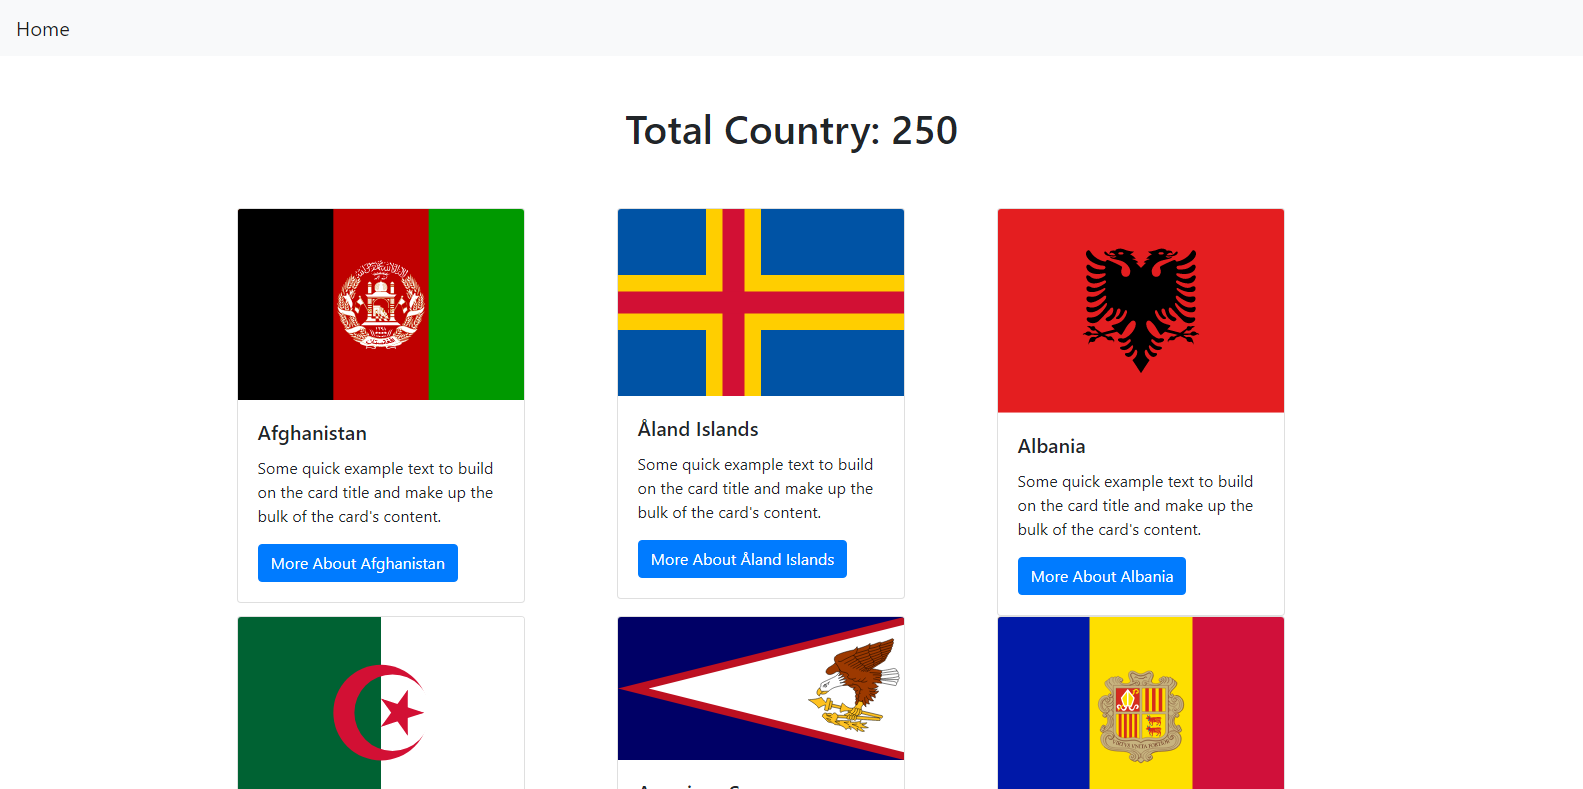 Home
Total Country: 250
Afghanistan
Some quick example text to build
on the card title and make up the
bulk of the card's content.
More About Afghanistan
Åland Islands
Some quick example text to build
on the card title and make up the
bulk of the card's content.
More About Åland Islands
Albania
Some quick example text to build
on the card title and make up the
bulk of the card's content.
More About Albania